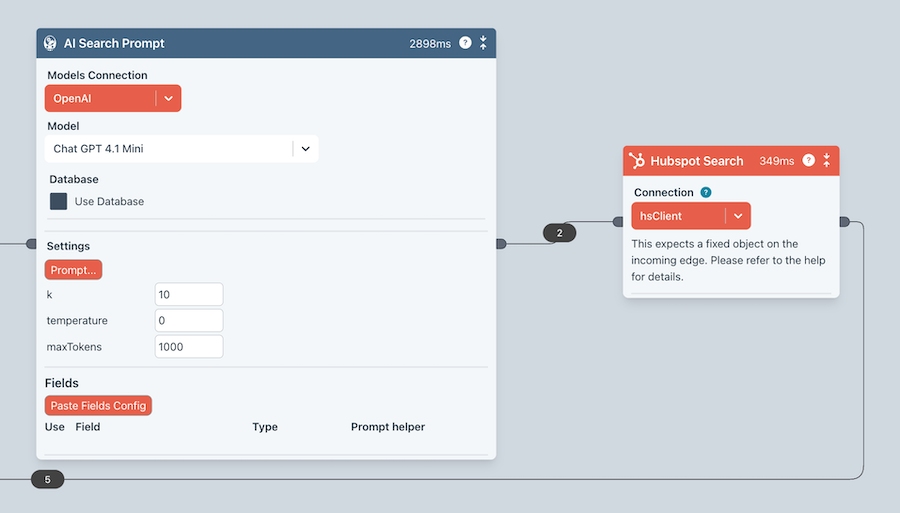 AI Search Prompt 2898ms ?
Models Connection
OpenAI
Model
Chat GPT 4.1 Mini
Database
Use Database
Settings
Prompt...
k 10
temperature 0
maxTokens 1000
Fields
Paste Fields Config
Use Field Type Prompt helper
2
Hubspot Search 349ms ?
Connection ?
hsClient
This expects a fixed object on the
incoming edge. Please refer to the help
for details.
5